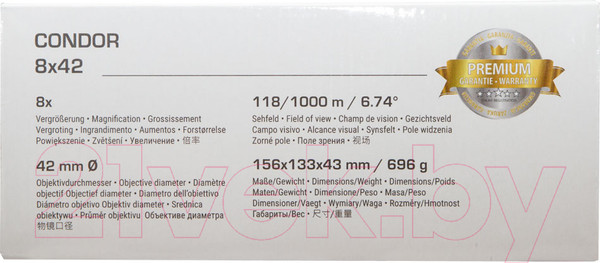 CONDOR
8x42
PREMIUM
GARANTIE • WARRANTY
8x
Vergrößerung • Magnification • Grossissement
Vergroting • Ingrandimento • Aumentos • Forstørrelse
Powiększenie • Zvětšení • Увеличение • 倍率
118/1000 m / 6.74°
Sehfeld • Field of view • Champ de vision • Gezichtsveld
Campo visivo • Alcance visual • Synsfelt • Pole widzenia
Zorné pole • Поле зрения • 视场
42 mm Ø
Objektivdurchmesser • Objective diameter • Diamètre
objectif Objectief diameter • Diametro dell'obiettivo
Diámetro objetivo Objektiv diameter • Srednica
obiektywu • Průměr objektivu Объективе диаметра
物镜口径
156x133x43 mm / 696 g
Maße/Gewicht • Dimensions/Weight • Dimensions/Poids
Maten/Gewicht • Dimensione/Peso • Masa/Peso
Dimensioner/Vaegt • Wymiary/Waga • Rozměry/Hmotnost
Габариты/Вес • 尺寸/重量
21vek.by